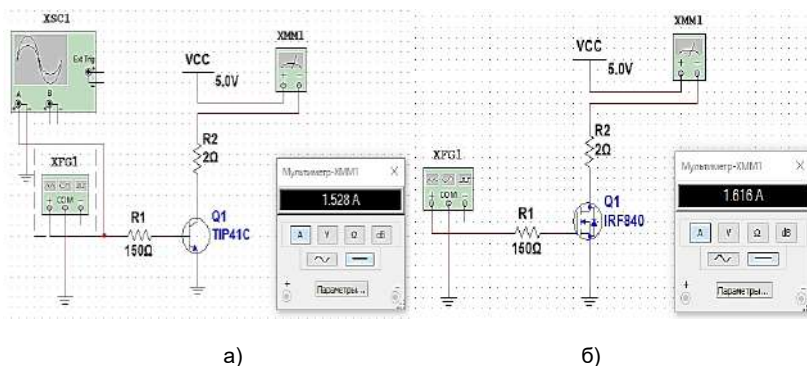 XSC1
Ext Trig
A
B
VCC
5.0V
XMM1
R2
2Ω
XFG1
COM
R1
150Ω
Q1
TIP41C
Мультиметр-XMM1
1.528 A
A
V
Ω
dB
Параметры...
VCC
5.0V
XMM1
R2
2Ω
XFG1
COM
R1
150Ω
Q1
IRF840
Мультиметр-XMM1
1.616 A
A
V
Ω
dB
Параметры...
а)
б)